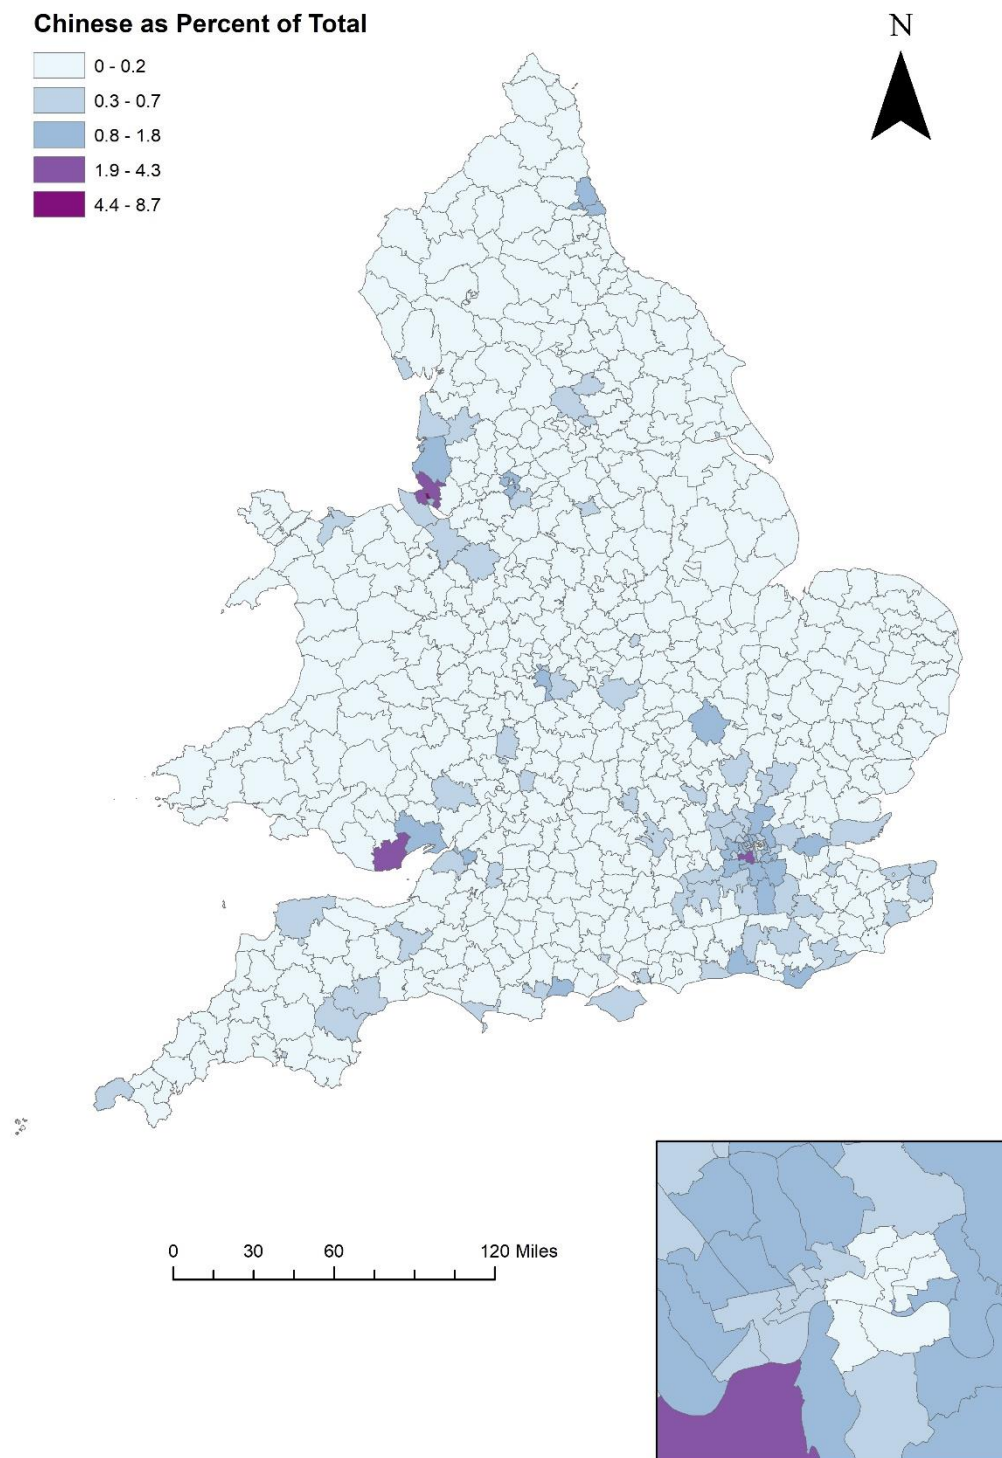 Chinese as Percent of Total
N
0 - 0.2
0.3 - 0.7
0.8 - 1.8
1.9 - 4.3
4.4 - 8.7
0 30 60 120 Miles